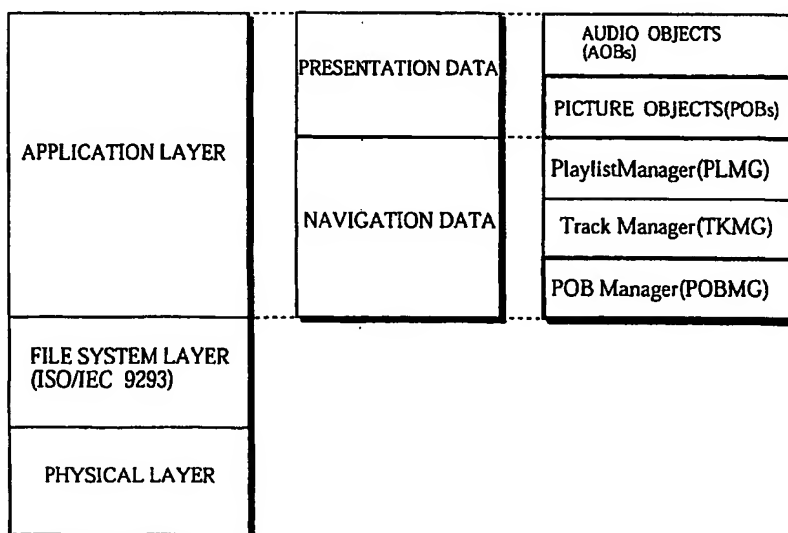 APPLICATION LAYER
FILE SYSTEM LAYER
(ISO/IEC 9293)
PHYSICAL LAYER
PRESENTATION DATA
NAVIGATION DATA
AUDIO OBJECTS
(AOBs)
PICTURE OBJECTS(POBs)
PlaylistManager(PLMG)
Track Manager(TKMG)
POB Manager(POBMG)